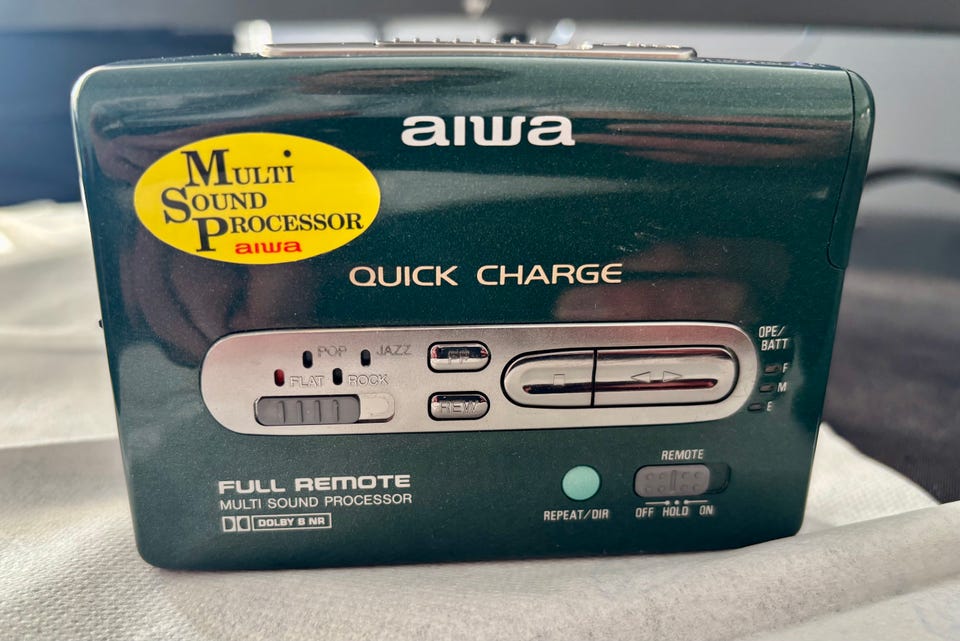 aiwa
MULTI
SOUND
PROCESSOR
aiwa
QUICK CHARGE
POP JAZZ
FLAT ROCK
FF
REW
OPE/
BATT
F
M
E
FULL REMOTE
MULTI SOUND PROCESSOR
DOLBY B NR
REPEAT/DIR
REMOTE
OFF HOLD ON